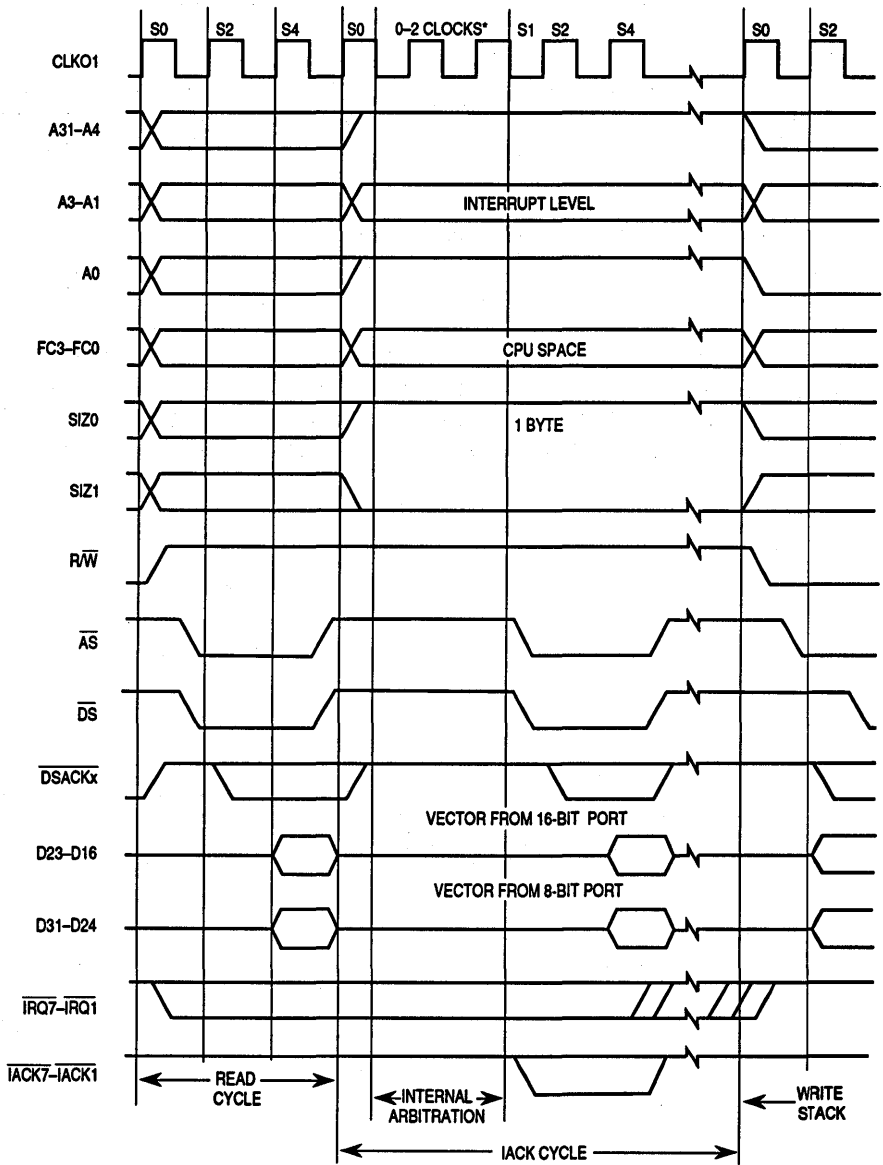 S0 S2 S4 S0 0–2 CLOCKS* S1 S2 S4 S0 S2
CLKO1
A31–A4
A3–A1 INTERRUPT LEVEL
A0
FC3–FC0 CPU SPACE
SIZ0 1 BYTE
SIZ1
R/W
AS
DS
DSACKx
VECTOR FROM 16-BIT PORT
D23–D16
VECTOR FROM 8-BIT PORT
D31–D24
IRQ7–IRQ1
IACK7–IACK1
READ CYCLE
INTERNAL ARBITRATION
WRITE STACK
IACK CYCLE